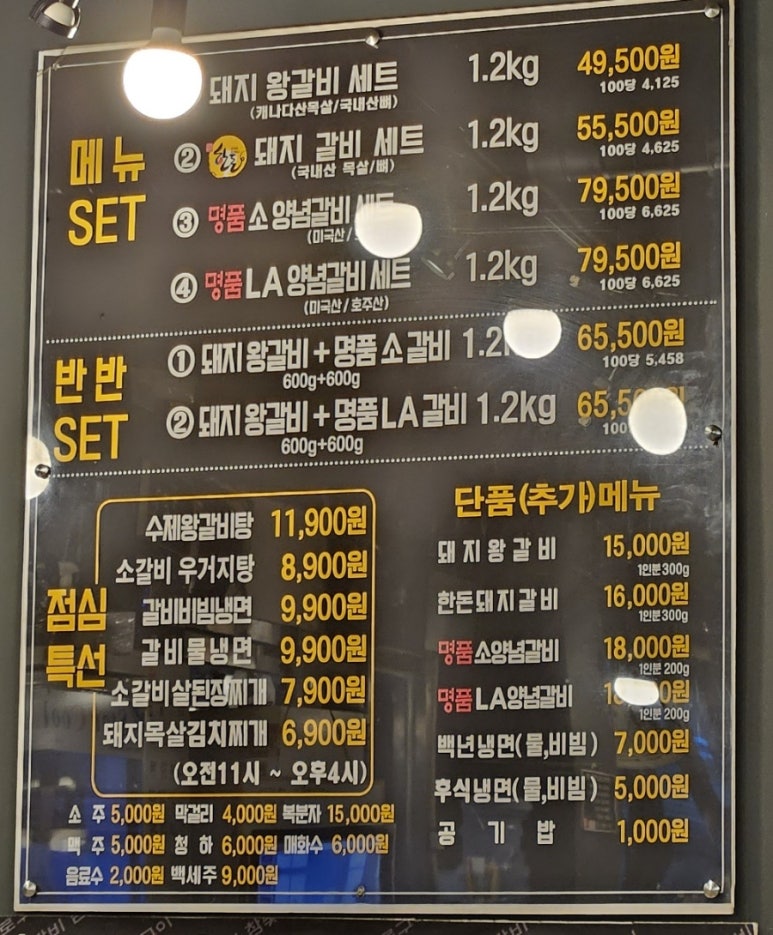 메뉴
SET
돼지 왕갈비 세트 1.2kg 49,500원
(캐나다산목살/국내산뼈) 100당 4,125
② 한돈 돼지 갈비 세트 1.2kg 55,500원
(국내산 목살/뼈) 100당 4,625
③ 명품 소 양념갈비 세트 1.2kg 79,500원
(미국산/ 100당 6,625
④ 명품 LA 양념갈비 세트 1.2kg 79,500원
(미국산/호주산) 100당 6,625
반반
SET
① 돼지 왕갈비 + 명품 소갈비 1.2 65,500원
600g+600g 100당 5,458
② 돼지 왕갈비 + 명품 LA 갈비 1.2kg 65,5
600g+600g 100
점심
특선
수제왕갈비탕 11,900원
소갈비 우거지탕 8,900원
갈비비빔냉면 9,900원
갈비물냉면 9,900원
소갈비살된장찌개 7,900원
돼지목살김치찌개 6,900원
(오전11시 ~ 오후4시)
소 주 5,000원 막걸리 4,000원 복분자 15,000원
맥 주 5,000원 청 하 6,000원 매화수 6,000원
음료수 2,000원 백세주 9,000원
단품(추가)메뉴
돼지왕갈비 15,000원
1인분300g
한돈돼지갈비 16,000원
1인분300g
명품 소양념갈비 18,000원
1인분 200g
명품 LA양념갈비
1인분 200g
백년냉면(물,비빔) 7,000원
후식냉면(물,비빔) 5,000원
공 기 밥 1,000원